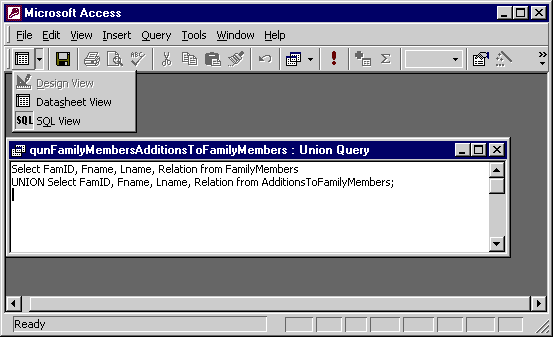 Microsoft Access
File Edit View Insert Query Tools Window Help
Design View
Datasheet View
SQL SQL View
qunFamilyMembersAdditionsToFamilyMembers : Union Query
Select FamID, Fname, Lname, Relation from FamilyMembers
UNION Select FamID, Fname, Lname, Relation from AdditionsToFamilyMembers;
Ready